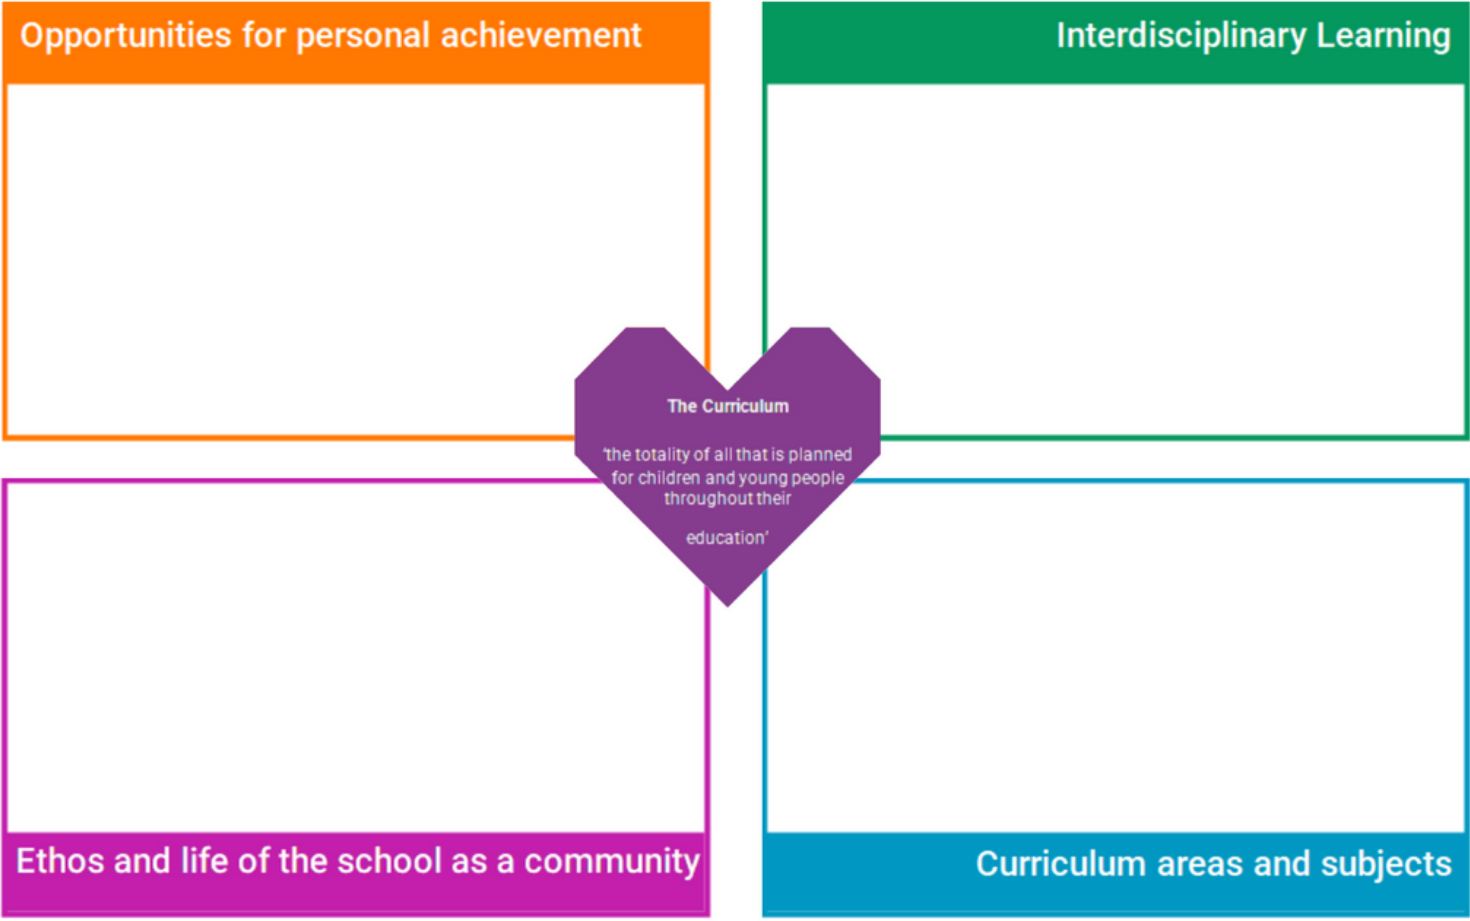 Opportunities for personal achievement
Interdisciplinary Learning
The Curriculum
'the totality of all that is planned
for children and young people
throughout their
education'
Ethos and life of the school as a community
Curriculum areas and subjects